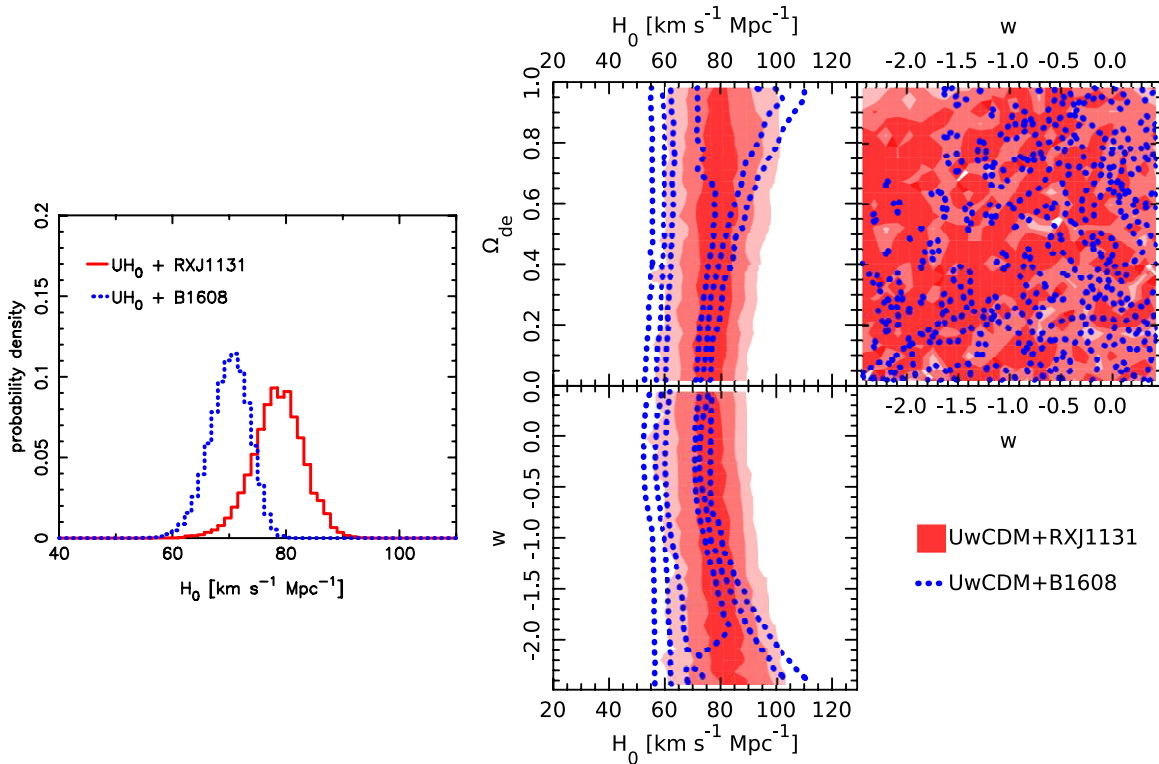 H₀ [km s⁻¹ Mpc⁻¹]
w
20 40 60 80 100 120
-2.0 -1.5 -1.0 -0.5 0.0
1.0
0.8
0.6
0.4
0.2
0.0
Ω_de
0.2
0.15
0.1
0.05
0
probability density
UH₀ + RXJ1131
UH₀ + B1608
40 60 80 100
H₀ [km s⁻¹ Mpc⁻¹]
-2.0 -1.5 -1.0 -0.5 0.0
w
0.0
-0.5
-1.0
-1.5
-2.0
w
UwCDM+RXJ1131
UwCDM+B1608
20 40 60 80 100 120
H₀ [km s⁻¹ Mpc⁻¹]